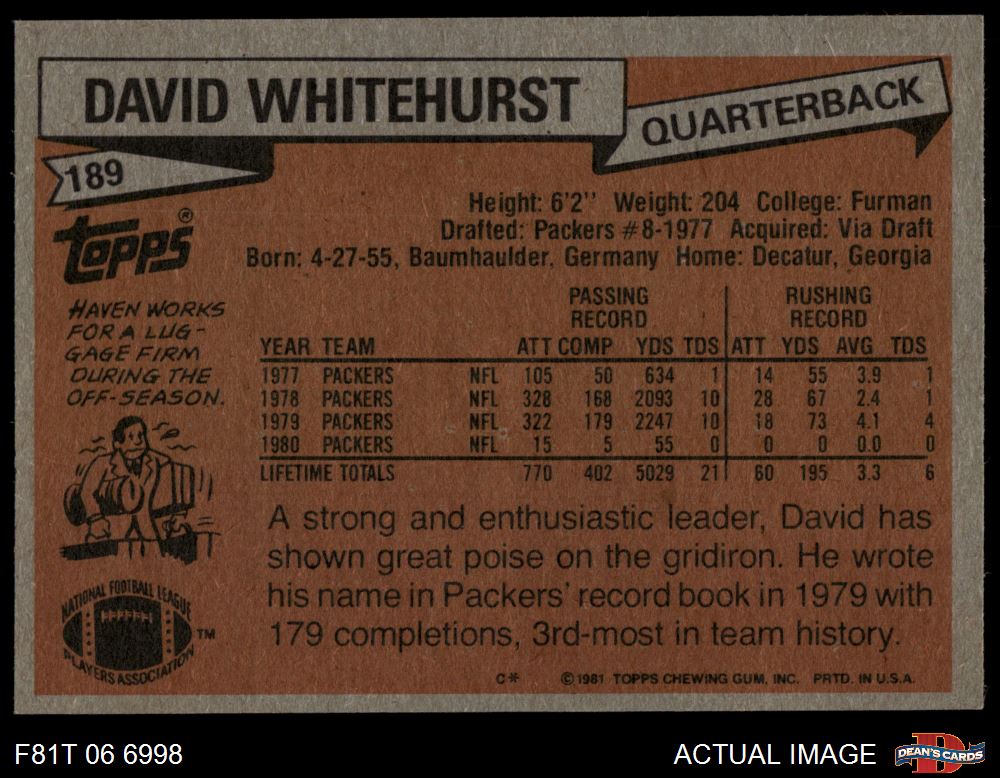 DAVID WHITEHURST
QUARTERBACK
189
topps®
Height: 6'2'' Weight: 204 College: Furman
Drafted: Packers #8-1977 Acquired: Via Draft
Born: 4-27-55, Baumhaulder, Germany Home: Decatur, Georgia
HAVEN WORKS
FOR A LUG-
GAGE FIRM
DURING THE
OFF-SEASON.
PASSING RUSHING
RECORD RECORD
YEAR TEAM ATT COMP YDS TDS ATT YDS AVG TDS
1977 PACKERS NFL 105 50 634 1 14 55 3.9 1
1978 PACKERS NFL 328 168 2093 10 28 67 2.4 1
1979 PACKERS NFL 322 179 2247 10 18 73 4.1 4
1980 PACKERS NFL 15 5 55 0 0 0 0.0 0
LIFETIME TOTALS 770 402 5029 21 60 195 3.3 6
A strong and enthusiastic leader, David has
shown great poise on the gridiron. He wrote
his name in Packers' record book in 1979 with
179 completions, 3rd-most in team history.
NATIONAL FOOTBALL LEAGUE
PLAYERS ASSOCIATION
TM
C* ©1981 TOPPS CHEWING GUM, INC. PRTD. IN U.S.A.
F81T 06 6998
ACTUAL IMAGE
DEAN'S CARDS